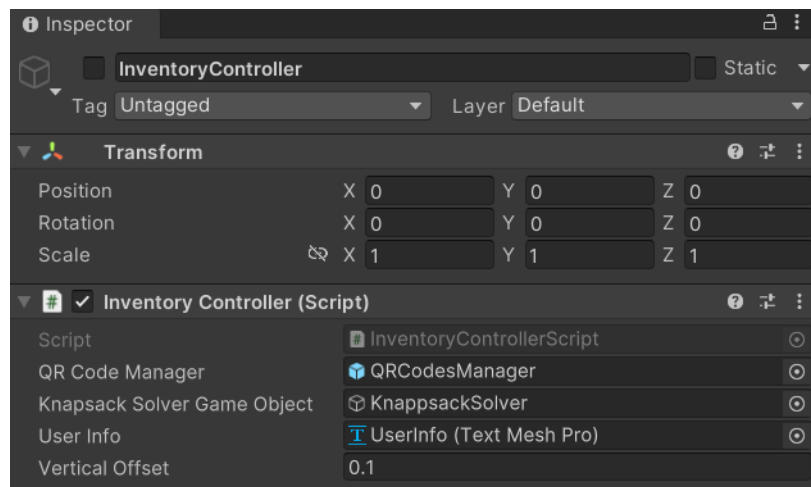 Inspector
InventoryController
Static
Tag Untagged
Layer Default
Transform
Position X 0 Y 0 Z 0
Rotation X 0 Y 0 Z 0
Scale X 1 Y 1 Z 1
# Inventory Controller (Script)
Script # InventoryControllerScript
QR Code Manager QRCodesManager
Knapsack Solver Game Object KnappsackSolver
User Info T UserInfo (Text Mesh Pro)
Vertical Offset 0.1